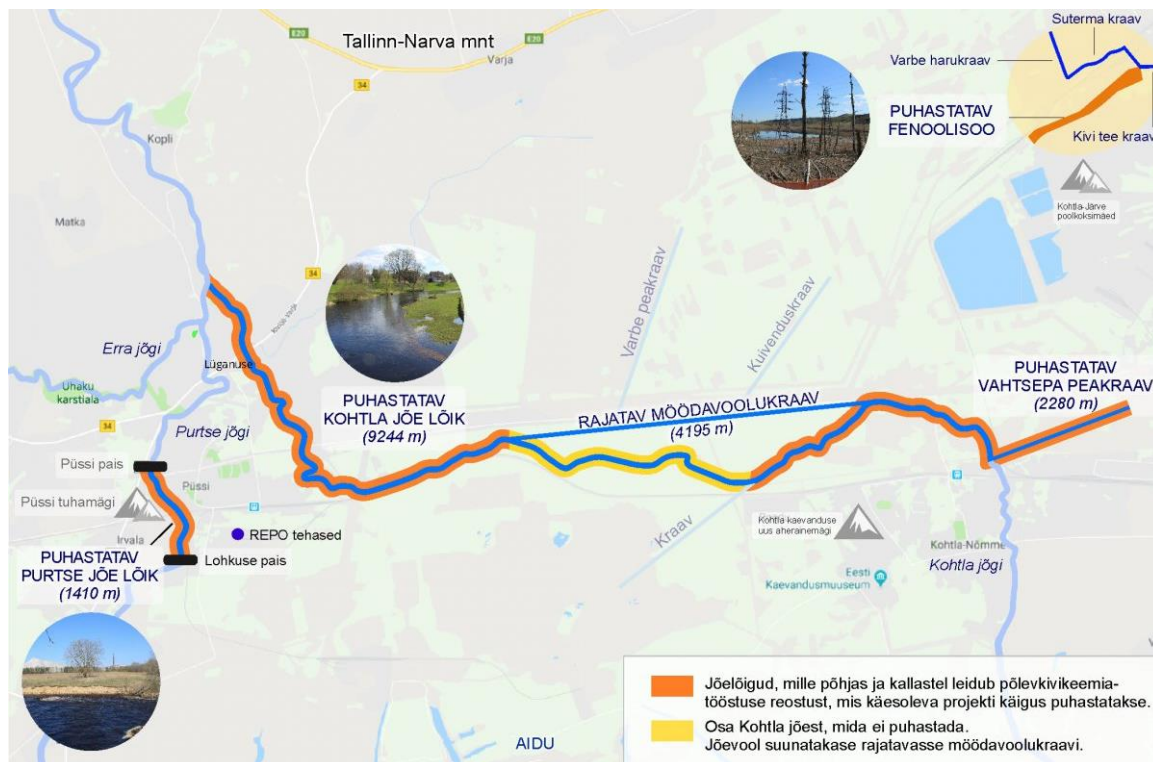 E20
Tallinn-Narva mnt
E20
Varja
34
Kopli
Matka
34
Suterma kraav
Varbe harukraav
PUHASTATAV
FENOOLISOO
Kivi tee kraav
Kohtla-Järve
poolkoksimäed
Varbe peakraav
Kuivenduskraav
Erra jõgi
Lüganuse
Uhaku
karstiala
34
Purtse jõgi
PUHASTATAV
KOHTLA JÕE LÕIK
(9244 m)
RAJATAV MÖÖDAVOOLUKRAAV
(4195 m)
PUHASTATAV
VAHTSEPA PEAKRAAV
(2280 m)
Püssi pais
Püssi
Püssi tuhamägi
Irvala
REPO tehased
Lohkuse pais
PUHASTATAV
PURTSE JÕE LÕIK
(1410 m)
Kraav
Kohtla kaevanduse
uus aherainemägi
Kohtla-Nõmme
Kohtla jõgi
Eesti
Kaevandusmuuseum
AIDU
Jõelõigud, mille põhjas ja kallastel leidub põlevkivikeemia-
tööstuse reostust, mis käesoleva projekti käigus puhastatakse.
Osa Kohtla jõest, mida ei puhastada.
Jõevool suunatakase rajatavasse möödavoolukraavi.